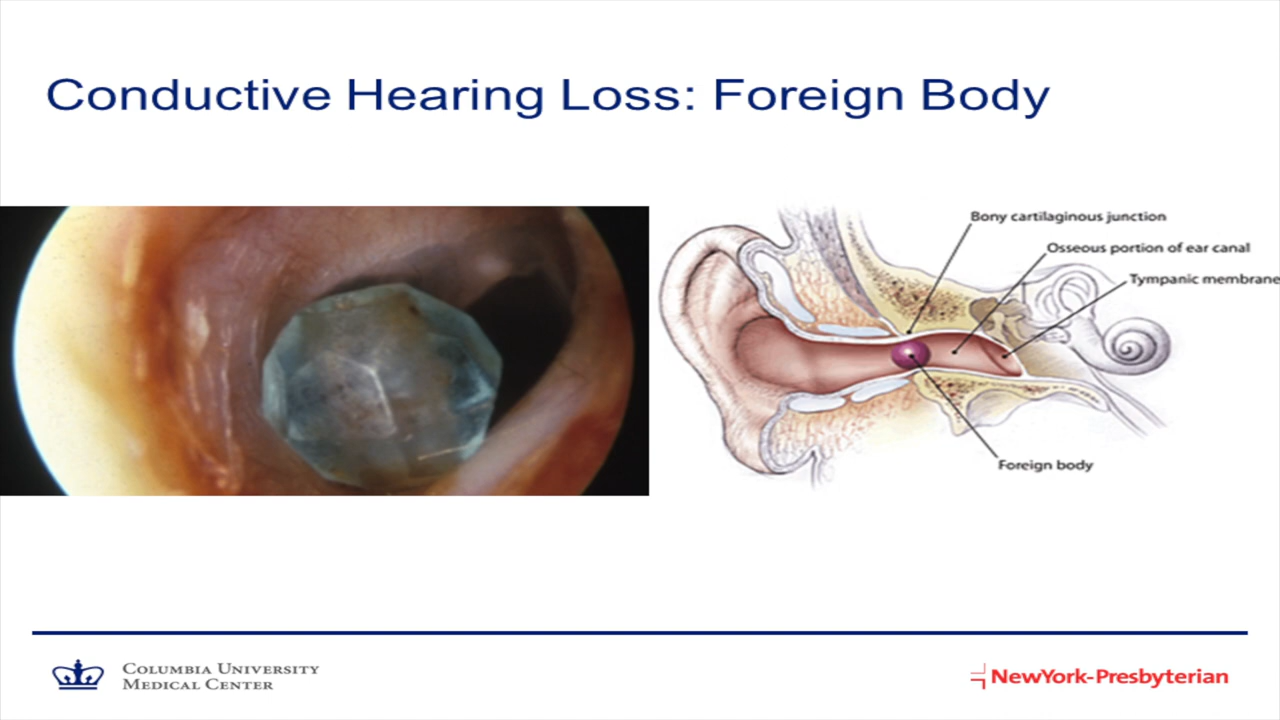 Conductive Hearing Loss: Foreign Body
Bony cartilaginous junction
Osseous portion of ear canal
Tympanic membrane
Foreign body
COLUMBIA UNIVERSITY
MEDICAL CENTER
NewYork-Presbyterian